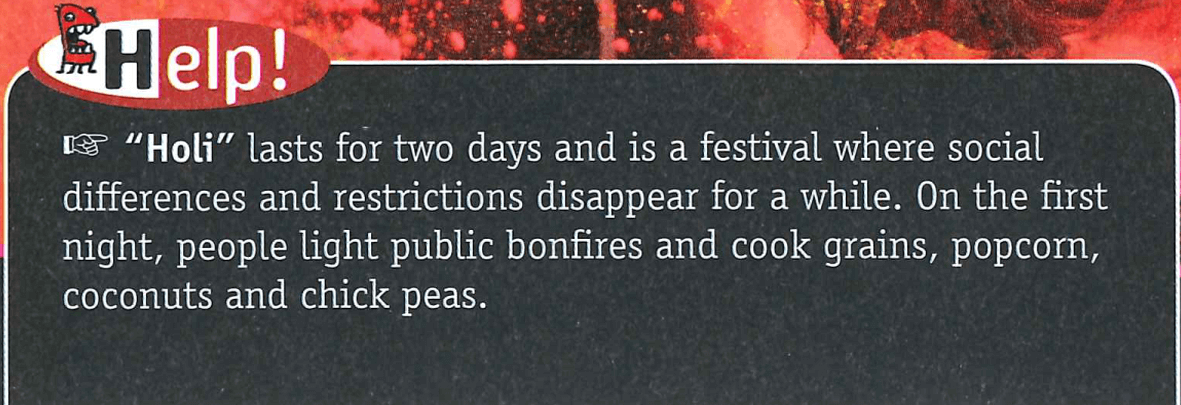 Help!
☞ “Holi” lasts for two days and is a festival where social
differences and restrictions disappear for a while. On the first
night, people light public bonfires and cook grains, popcorn,
coconuts and chick peas.